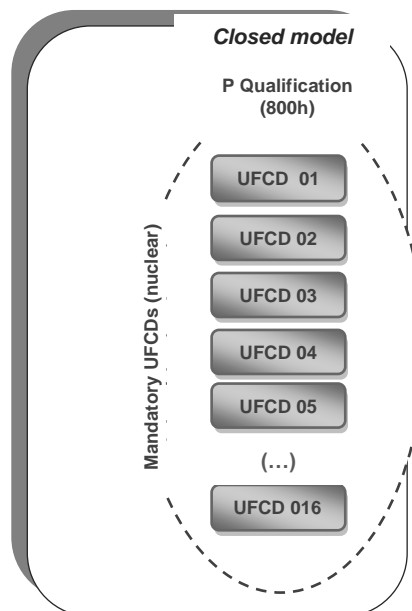 Closed model
P Qualification
(800h)
Mandatory UFCDs (nuclear)
UFCD 01
UFCD 02
UFCD 03
UFCD 04
UFCD 05
(…)
UFCD 016